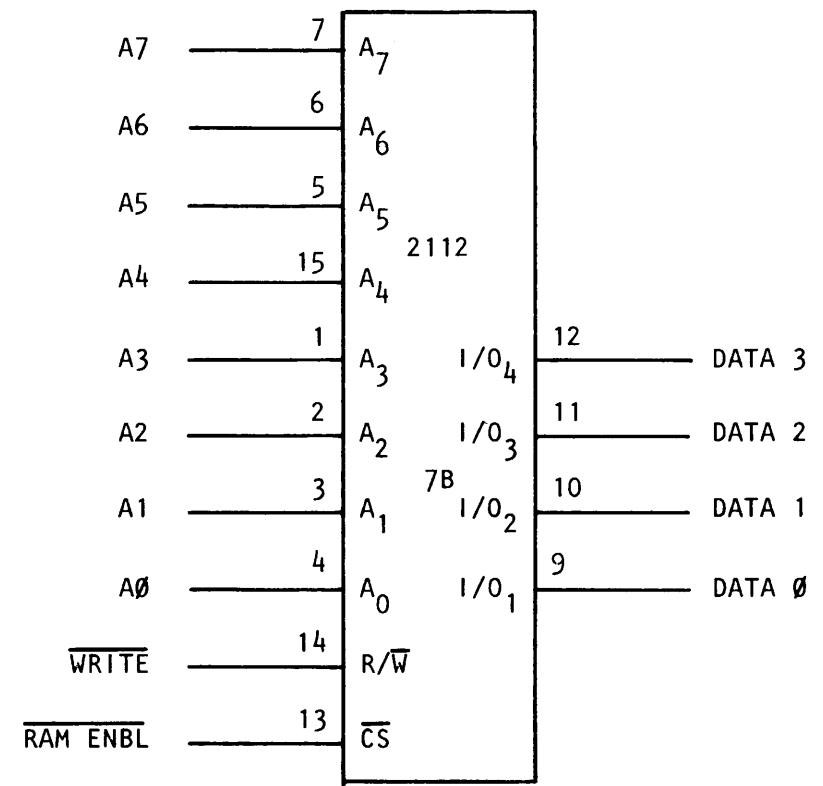 A7 7 A7
A6 6 A6
A5 5 A5
2112
A4 15 A4
A3 1 A3 I/O4 12 DATA 3
A2 2 A2 I/O3 11 DATA 2
7B
A1 3 A1 I/O2 10 DATA 1
AØ 4 A0 I/O1 9 DATA Ø
WRITE 14 R/W
RAM ENBL 13 CS